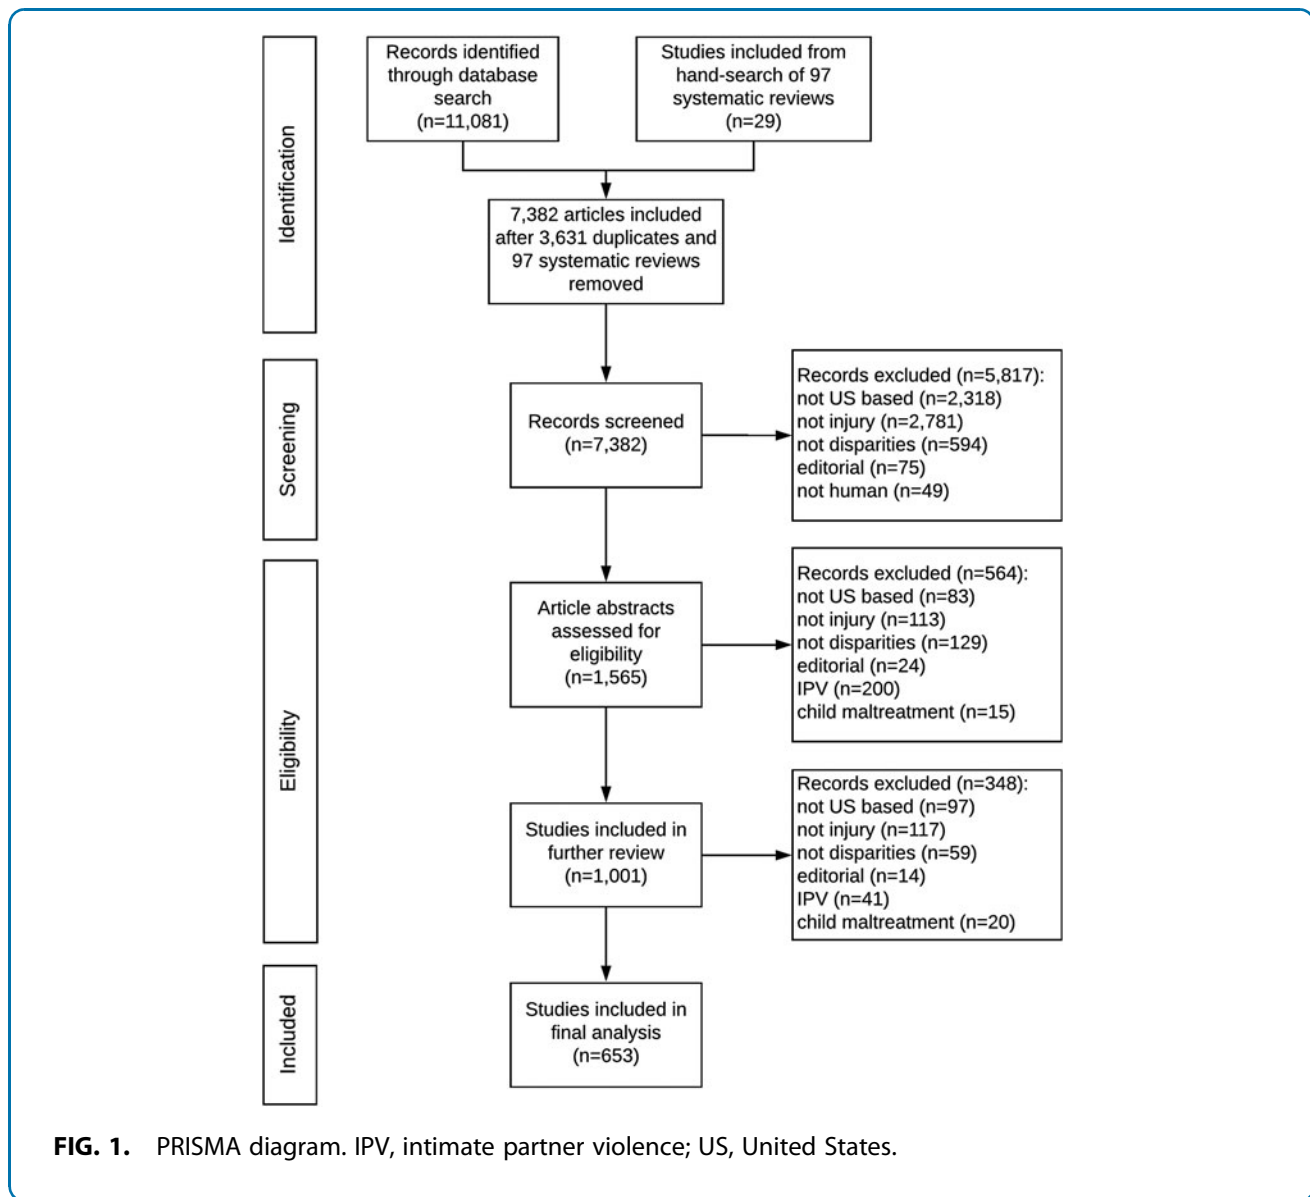 Identification
Records identified
through database
search
(n=11,081)
Studies included from
hand-search of 97
systematic reviews
(n=29)
7,382 articles included
after 3,631 duplicates and
97 systematic reviews
removed
Screening
Records screened
(n=7,382)
Records excluded (n=5,817):
not US based (n=2,318)
not injury (n=2,781)
not disparities (n=594)
editorial (n=75)
not human (n=49)
Eligibility
Article abstracts
assessed for
eligibility
(n=1,565)
Records excluded (n=564):
not US based (n=83)
not injury (n=113)
not disparities (n=129)
editorial (n=24)
IPV (n=200)
child maltreatment (n=15)
Studies included in
further review
(n=1,001)
Records excluded (n=348):
not US based (n=97)
not injury (n=117)
not disparities (n=59)
editorial (n=14)
IPV (n=41)
child maltreatment (n=20)
Included
Studies included in
final analysis
(n=653)
FIG. 1. PRISMA diagram. IPV, intimate partner violence; US, United States.